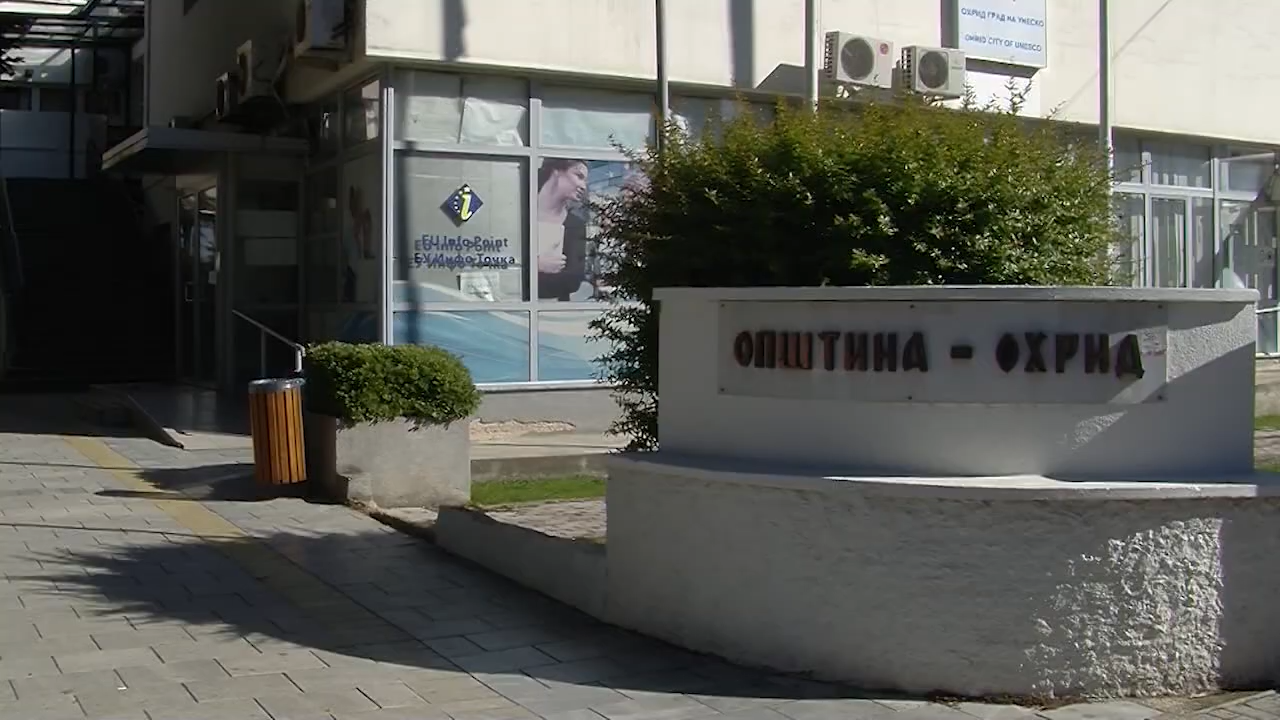 ОХРИД ГРАД НА УНЕСКО
OHRID CITY OF UNESCO
i
EU Info Point
ЕУ Инфо Точка
ОПШТИНА - ОХРИД